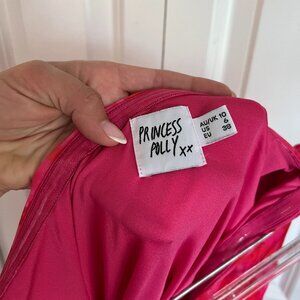 PRINCESS
POLLY xx
AU/UK 10
US 6
EU 38